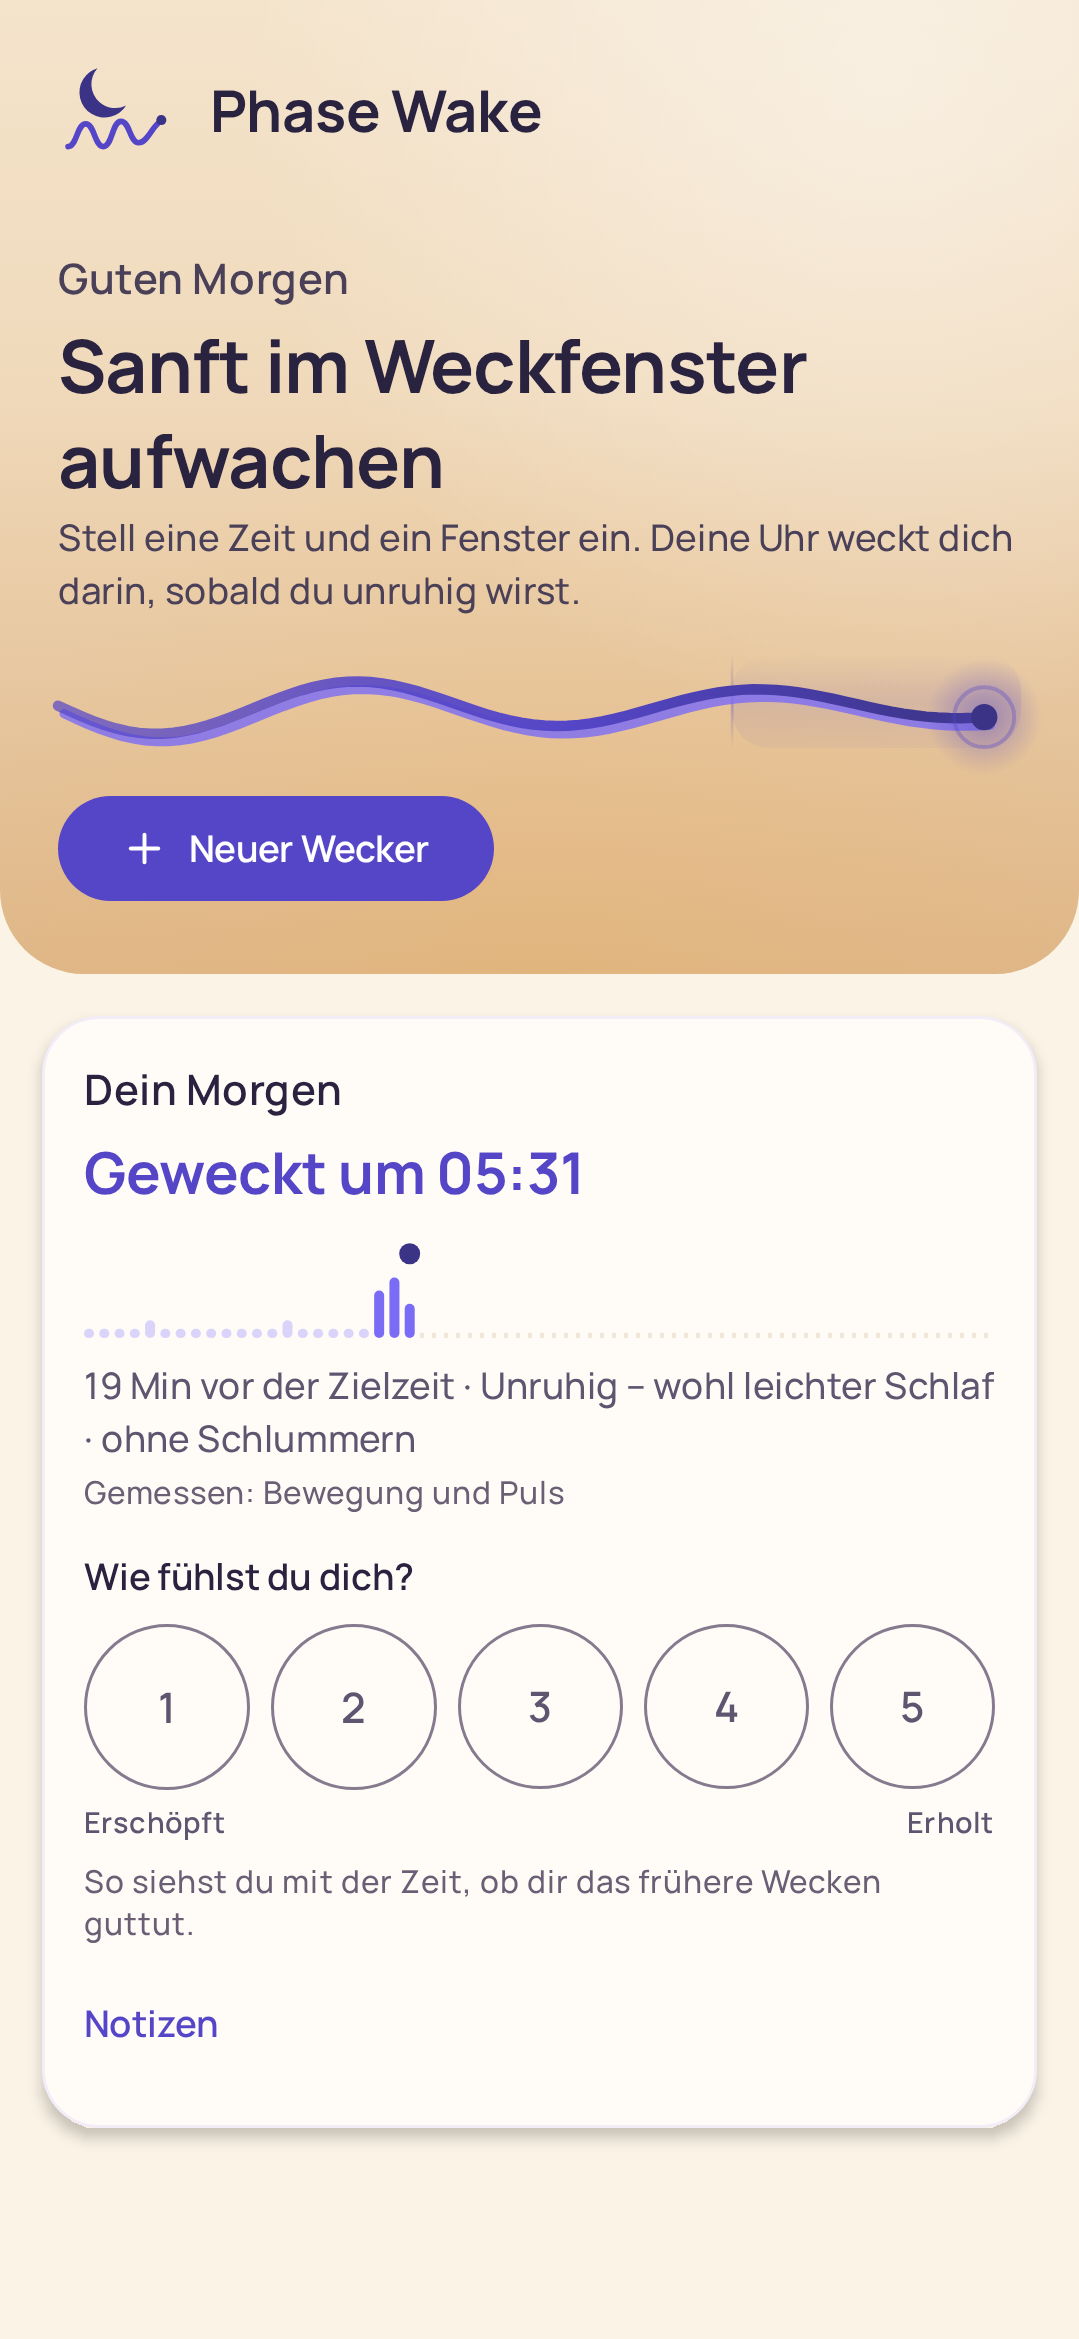 Phase Wake
Guten Morgen
Sanft im Weckfenster
aufwachen
Stell eine Zeit und ein Fenster ein. Deine Uhr weckt dich
darin, sobald du unruhig wirst.
Neuer Wecker
Dein Morgen
Geweckt um 05:31
19 Min vor der Zielzeit · Unruhig – wohl leichter Schlaf
· ohne Schlummern
Gemessen: Bewegung und Puls
Wie fühlst du dich?
1 2 3 4 5
Erschöpft Erholt
So siehst du mit der Zeit, ob dir das frühere Wecken
guttut.
Notizen